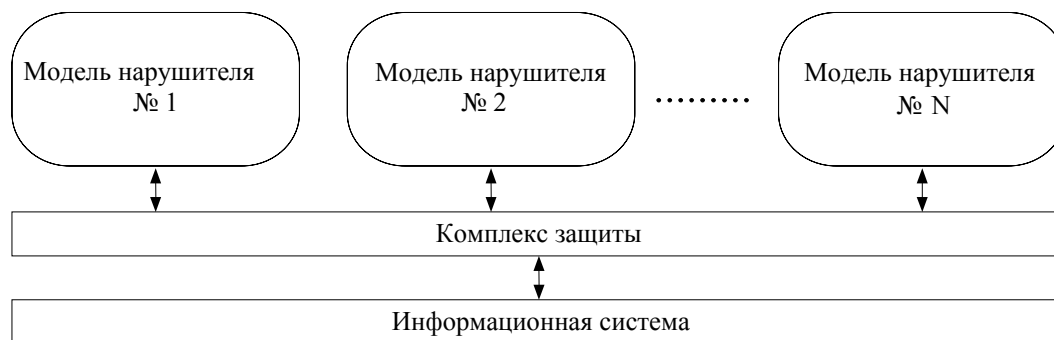 Модель нарушителя
№ 1
Модель нарушителя
№ 2
.........
Модель нарушителя
№ N
Комплекс защиты
Информационная система